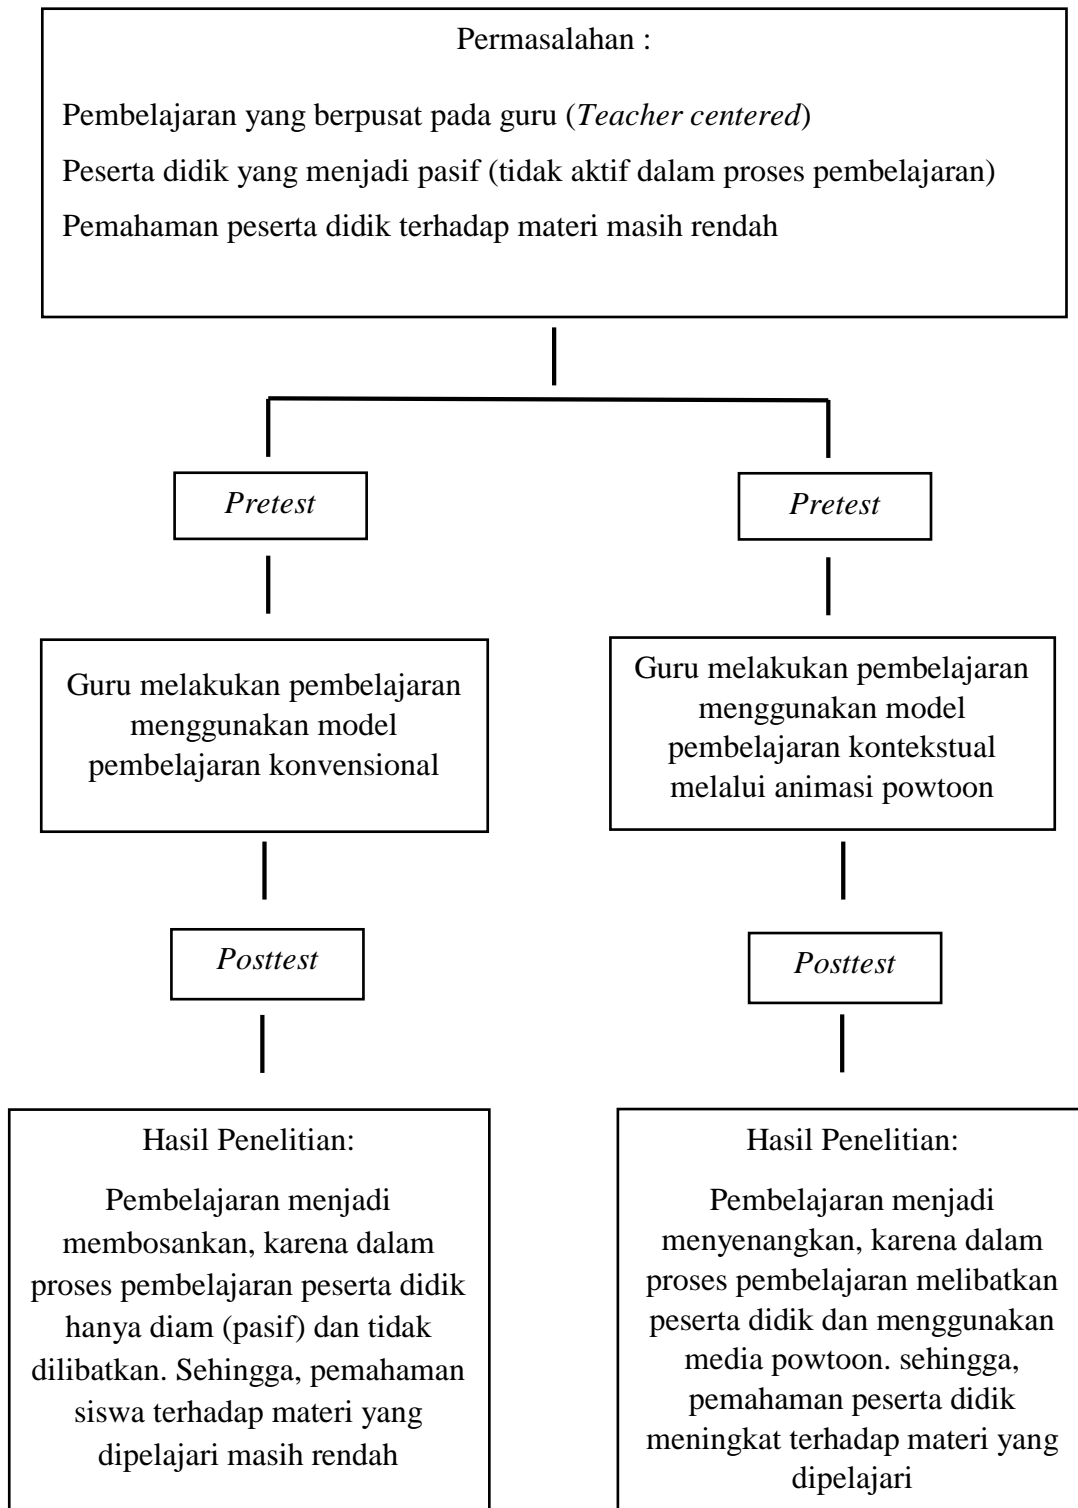 Permasalahan :
Pembelajaran yang berpusat pada guru (Teacher centered)
Peserta didik yang menjadi pasif (tidak aktif dalam proses pembelajaran)
Pemahaman peserta didik terhadap materi masih rendah
Pretest
Pretest
Guru melakukan pembelajaran
menggunakan model
pembelajaran konvensional
Guru melakukan pembelajaran
menggunakan model
pembelajaran kontekstual
melalui animasi powtoon
Posttest
Posttest
Hasil Penelitian:
Pembelajaran menjadi
membosankan, karena dalam
proses pembelajaran peserta didik
hanya diam (pasif) dan tidak
dilibatkan. Sehingga, pemahaman
siswa terhadap materi yang
dipelajari masih rendah
Hasil Penelitian:
Pembelajaran menjadi
menyenangkan, karena dalam
proses pembelajaran melibatkan
peserta didik dan menggunakan
media powtoon. sehingga,
pemahaman peserta didik
meningkat terhadap materi yang
dipelajari